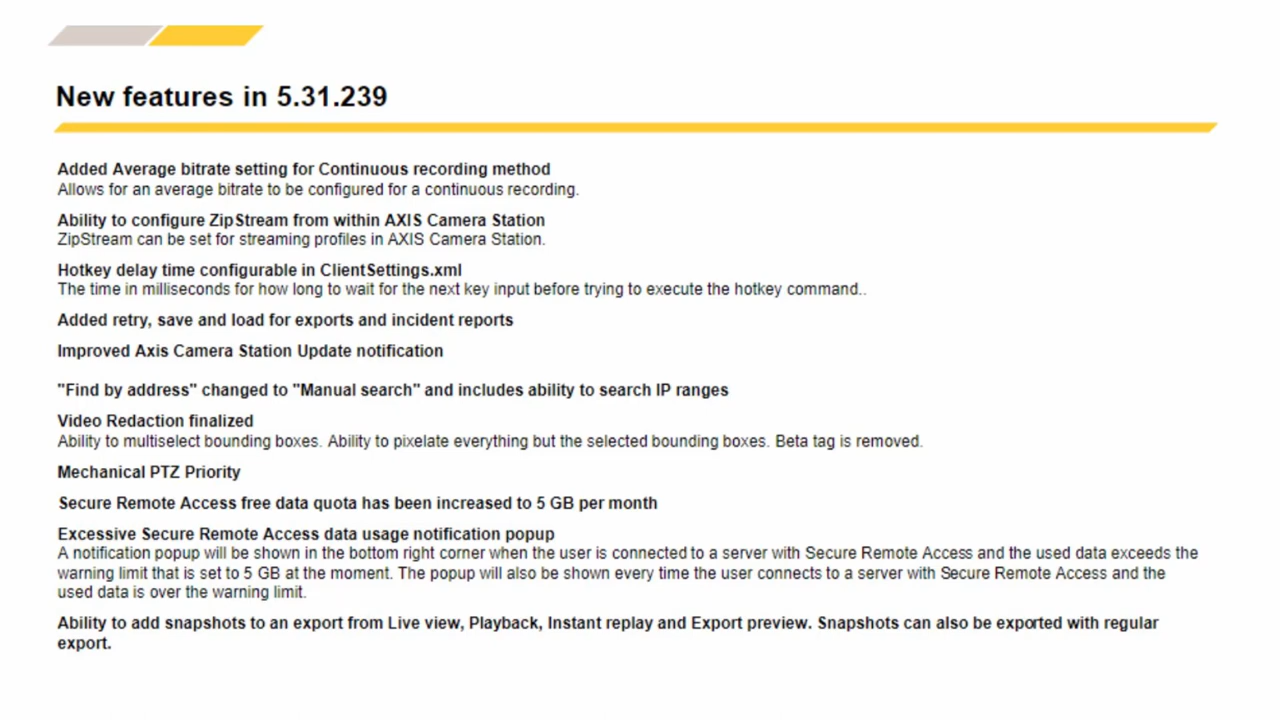 New features in 5.31.239
Added Average bitrate setting for Continuous recording method
Allows for an average bitrate to be configured for a continuous recording.
Ability to configure ZipStream from within AXIS Camera Station
ZipStream can be set for streaming profiles in AXIS Camera Station.
Hotkey delay time configurable in ClientSettings.xml
The time in milliseconds for how long to wait for the next key input before trying to execute the hotkey command..
Added retry, save and load for exports and incident reports
Improved Axis Camera Station Update notification
"Find by address" changed to "Manual search" and includes ability to search IP ranges
Video Redaction finalized
Ability to multiselect bounding boxes. Ability to pixelate everything but the selected bounding boxes. Beta tag is removed.
Mechanical PTZ Priority
Secure Remote Access free data quota has been increased to 5 GB per month
Excessive Secure Remote Access data usage notification popup
A notification popup will be shown in the bottom right corner when the user is connected to a server with Secure Remote Access and the used data exceeds the
warning limit that is set to 5 GB at the moment. The popup will also be shown every time the user connects to a server with Secure Remote Access and the
used data is over the warning limit.
Ability to add snapshots to an export from Live view, Playback, Instant replay and Export preview. Snapshots can also be exported with regular
export.